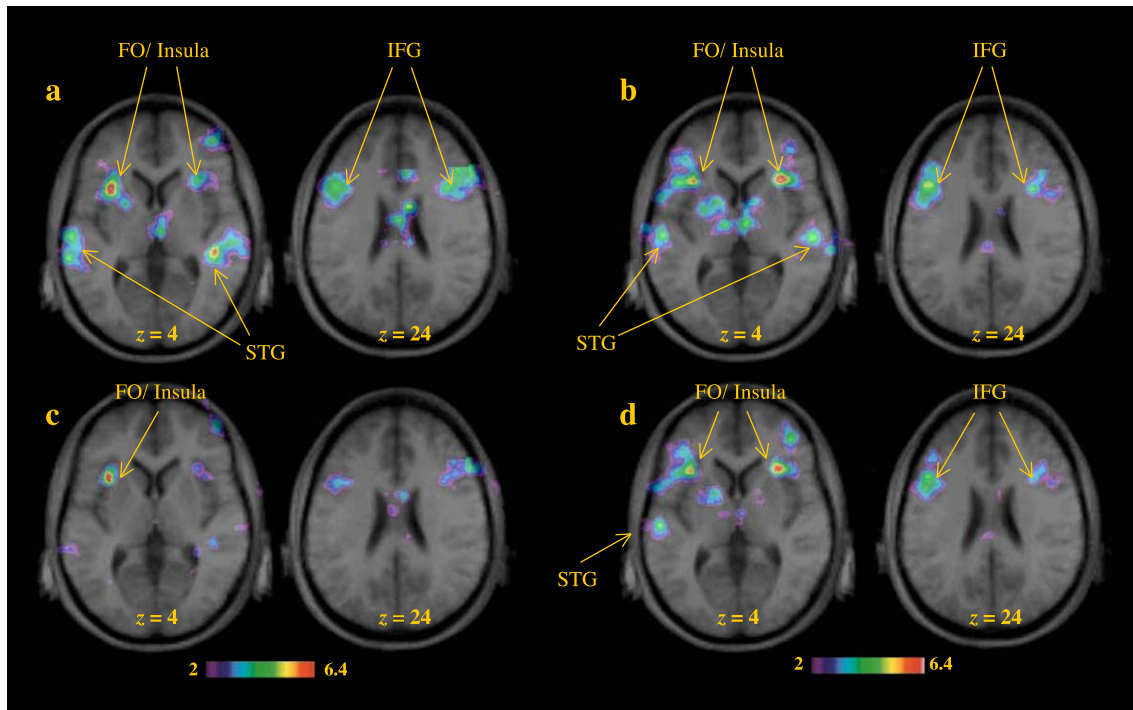 FO/ Insula
IFG
a
z = 4
z = 24
STG
FO/ Insula
IFG
b
z = 4
z = 24
STG
FO/ Insula
c
z = 4
z = 24
2
6.4
FO/ Insula
IFG
d
STG
z = 4
z = 24
2
6.4